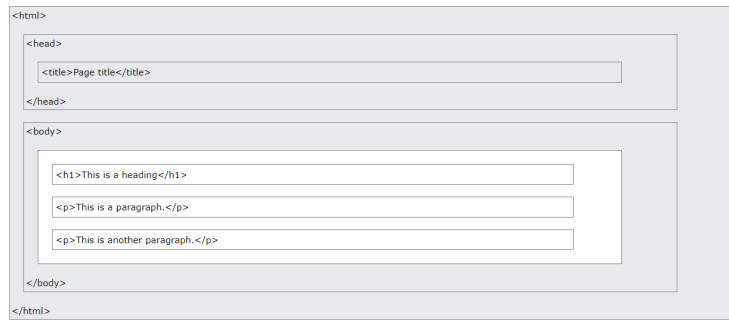 <html>
<head>
<title>Page title</title>
</head>
<body>
<h1>This is a heading</h1>
<p>This is a paragraph.</p>
<p>This is another paragraph.</p>
</body>
</html>